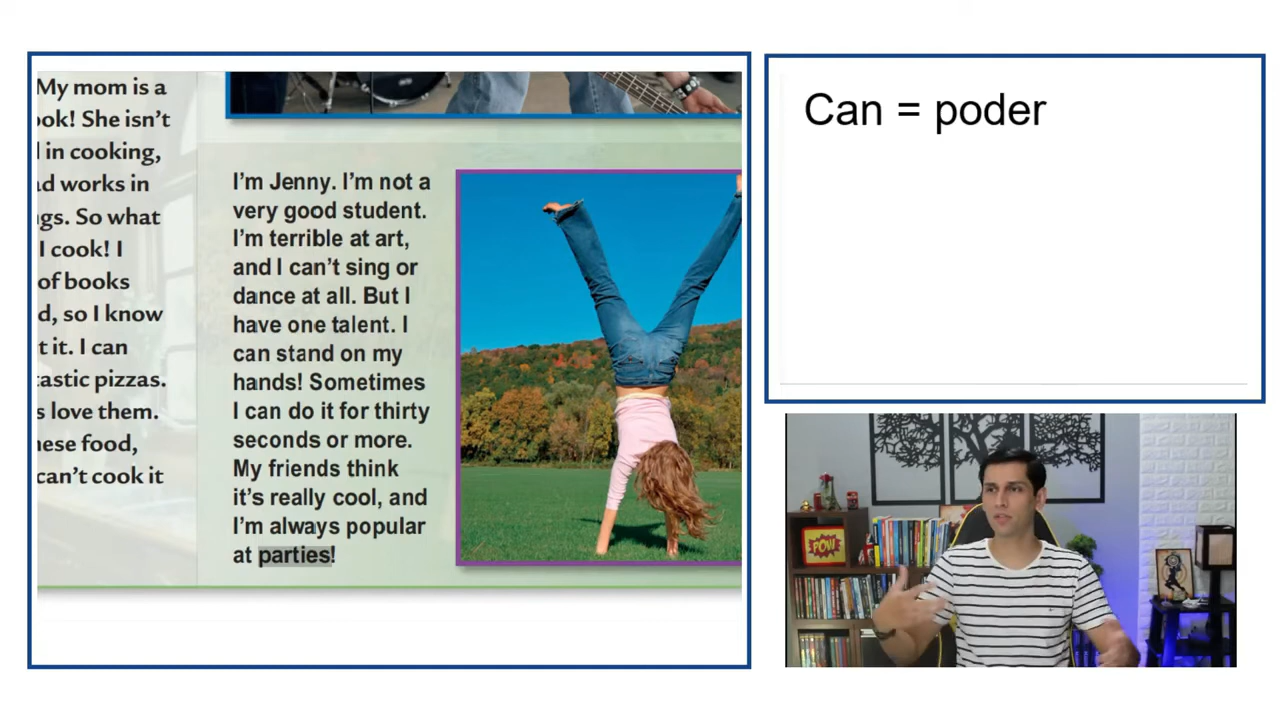 My mom is a
ook! She isn't
in cooking,
ad works in
ngs. So what
I cook! I
of books
d, so I know
t it. I can
tastic pizzas.
s love them.
nese food,
can't cook it
I'm Jenny. I'm not a
very good student.
I'm terrible at art,
and I can't sing or
dance at all. But I
have one talent. I
can stand on my
hands! Sometimes
I can do it for thirty
seconds or more.
My friends think
it's really cool, and
I'm always popular
at parties!
Can = poder
POW